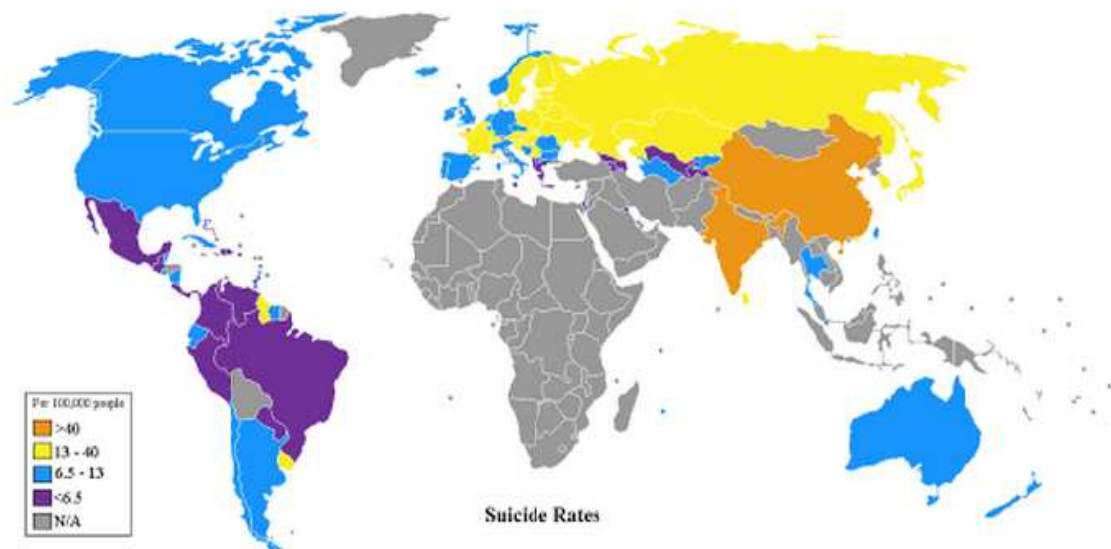 Per 100,000 people
>40
13 - 40
6.5 - 13
<6.5
N/A
Suicide Rates